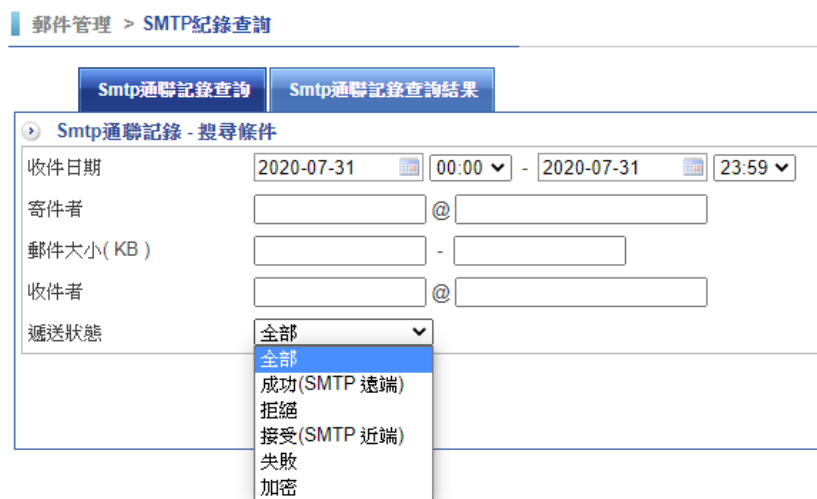 郵件管理 > SMTP紀錄查詢
Smtp通聯記錄查詢 Smtp通聯記錄查詢結果
Smtp通聯記錄 - 搜尋條件
收件日期 2020-07-31 00:00 - 2020-07-31 23:59
寄件者 @
郵件大小( KB ) -
收件者 @
遞送狀態 全部
全部
成功(SMTP 遠端)
拒絕
接受(SMTP 近端)
失敗
加密